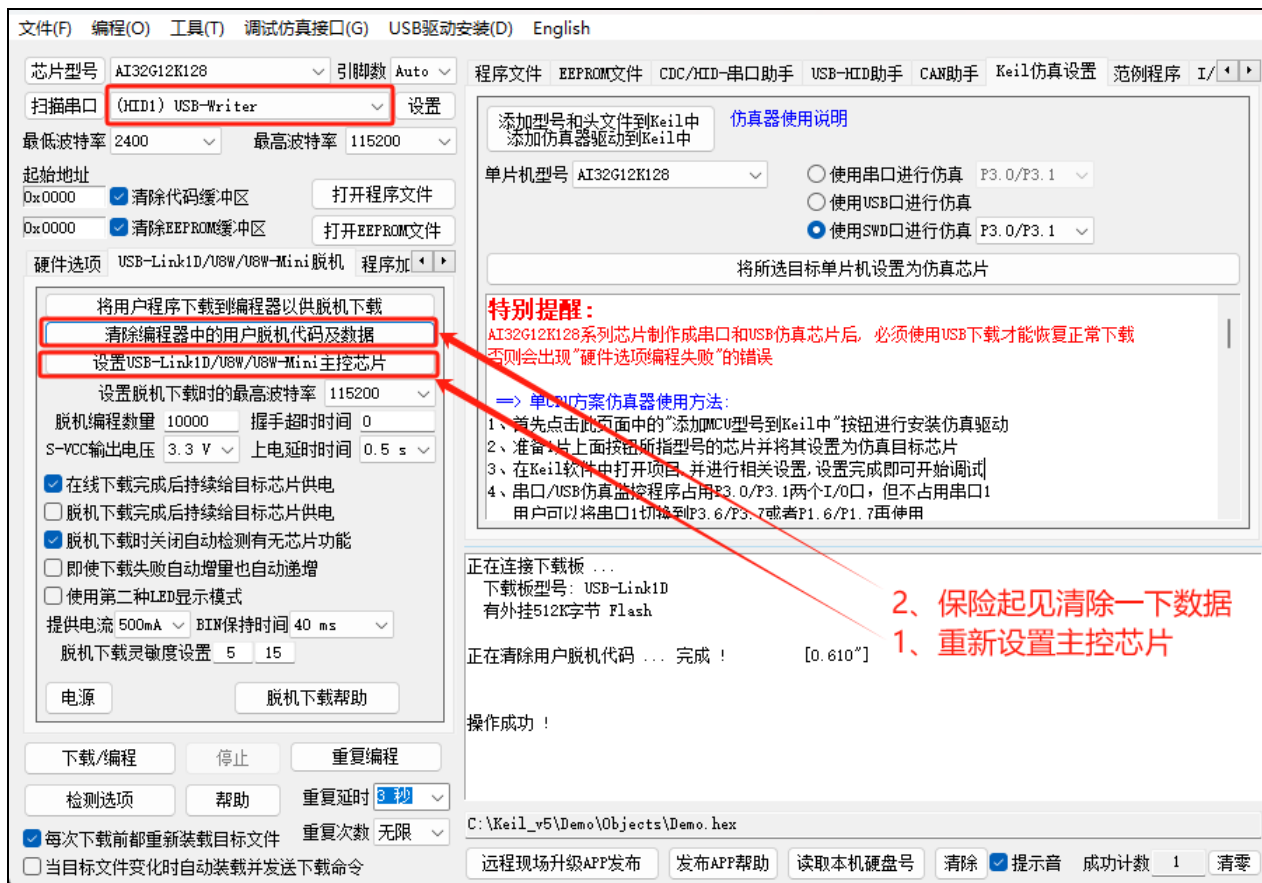 文件(F) 编程(O) 工具(T) 调试仿真接口(G) USB驱动安装(D) English
芯片型号 AI32G12K128 引脚数 Auto
扫描串口 (HID1) USB-Writer 设置
最低波特率 2400 最高波特率 115200
起始地址
0x0000 清除代码缓冲区 打开程序文件
0x0000 清除EEPROM缓冲区 打开EEPROM文件
硬件选项 USB-Link1D/U8W/U8W-Mini脱机 程序加
将用户程序下载到编程器以供脱机下载
清除编程器中的用户脱机代码及数据
设置USB-Link1D/U8W/U8W-Mini主控芯片
设置脱机下载时的最高波特率 115200
脱机编程数量 10000 握手超时时间 0
S-VCC输出电压 3.3 V 上电延时时间 0.5 s
在线下载完成后持续给目标芯片供电
脱机下载完成后持续给目标芯片供电
脱机下载时关闭自动检测有无芯片功能
即使下载失败自动增量也自动递增
使用第二种LED显示模式
提供电流 500mA BIN保持时间 40 ms
脱机下载灵敏度设置 5 15
电源 脱机下载帮助
下载/编程 停止 重复编程
检测选项 帮助 重复延时 3 秒
每次下载前都重新装载目标文件 重复次数 无限
当目标文件变化时自动装载并发送下载命令
程序文件 EEPROM文件 CDC/HID-串口助手 USB-HID助手 CAN助手 Keil仿真设置 范例程序 I/
添加型号和头文件到Keil中
添加仿真器驱动到Keil中
仿真器使用说明
单片机型号 AI32G12K128
使用串口进行仿真 P3.0/P3.1
使用USB口进行仿真
使用SWD口进行仿真 P3.0/P3.1
将所选目标单片机设置为仿真芯片
特别提醒：
AI32G12K128系列芯片制作成串口和USB仿真芯片后, 必须使用USB下载才能恢复正常下载
否则会出现"硬件选项编程失败"的错误
==> 单CPU方案仿真器使用方法:
1、首先点击此页面中的"添加MCU型号到Keil中"按钮进行安装仿真驱动
2、准备1片上面按钮所指型号的芯片并将其设置为仿真目标芯片
3、在Keil软件中打开项目,并进行相关设置,设置完成即可开始调试
4、串口/USB仿真监控程序占用P3.0/P3.1两个I/O口，但不占用串口1
用户可以将串口1切换到P3.6/P3.7或者P1.6/P1.7再使用
正在连接下载板 ...
下载板型号: USB-Link1D
有外挂512K字节 Flash
正在清除用户脱机代码 ... 完成 ! [0.610"]
操作成功 !
2、保险起见清除一下数据
1、重新设置主控芯片
C:\Keil_v5\Demo\Objects\Demo.hex
远程现场升级APP发布 发布APP帮助 读取本机硬盘号 清除 提示音 成功计数 1 清零